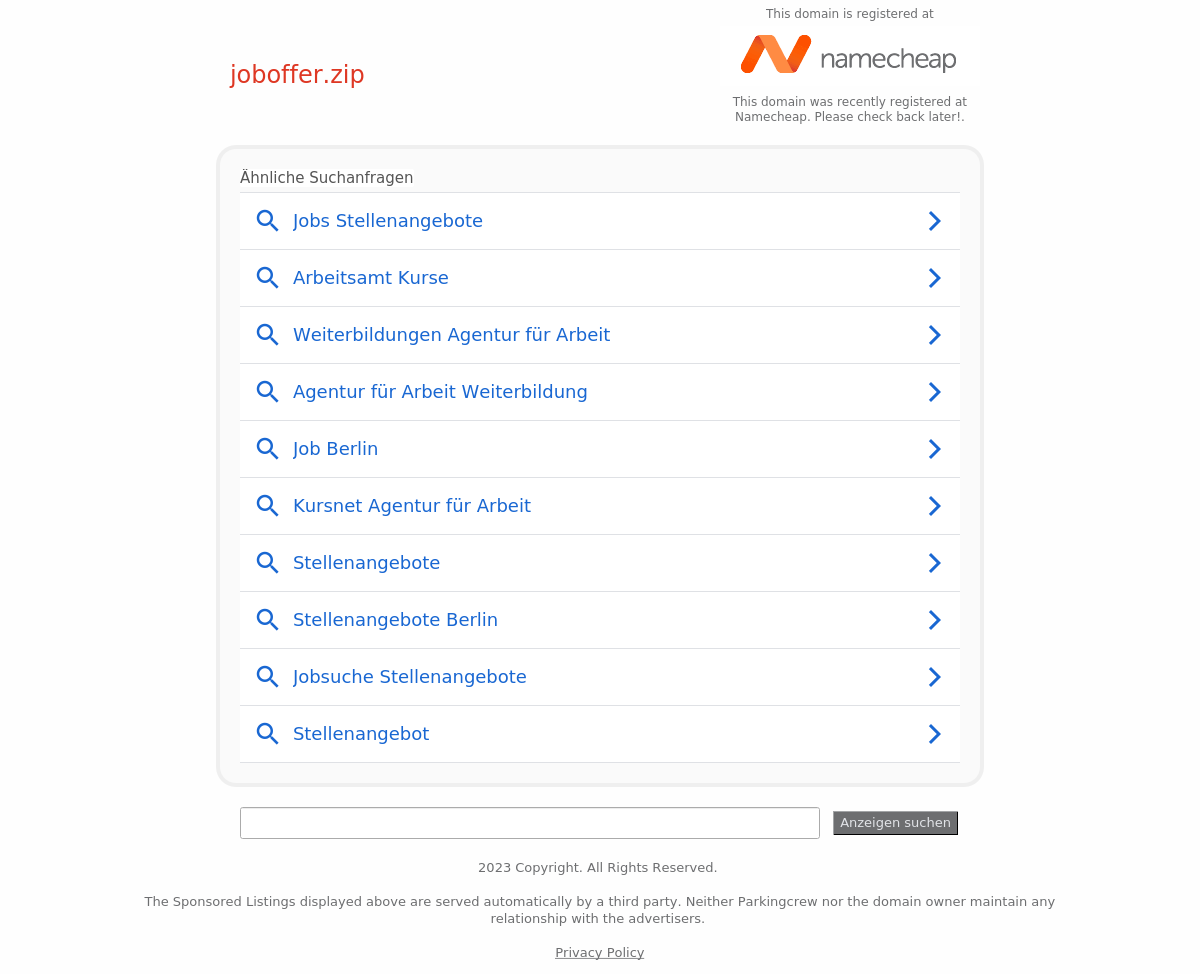 This domain is registered at
namecheap
joboffer.zip
This domain was recently registered at
Namecheap. Please check back later!.
Ähnliche Suchanfragen
Jobs Stellenangebote
Arbeitsamt Kurse
Weiterbildungen Agentur für Arbeit
Agentur für Arbeit Weiterbildung
Job Berlin
Kursnet Agentur für Arbeit
Stellenangebote
Stellenangebote Berlin
Jobsuche Stellenangebote
Stellenangebot
Anzeigen suchen
2023 Copyright. All Rights Reserved.
The Sponsored Listings displayed above are served automatically by a third party. Neither Parkingcrew nor the domain owner maintain any
relationship with the advertisers.
Privacy Policy